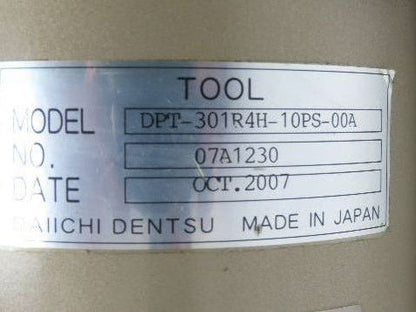 TOOL
MODEL DPT-301R4H-10PS-00A
NO. 07A1230
DATE OCT.2007
DAIICHI DENTSU MADE IN JAPAN